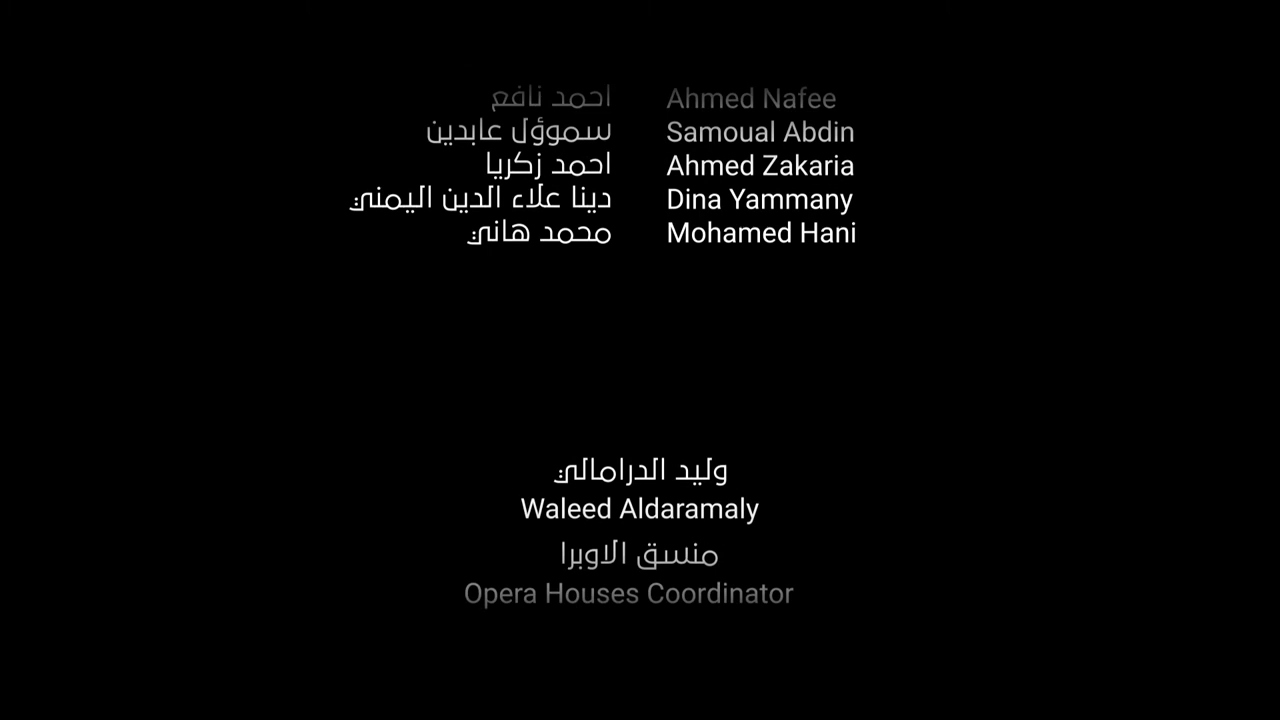 احمد نافع Ahmed Nafee
سموؤل عابدين Samoual Abdin
احمد زكريا Ahmed Zakaria
دينا علاء الدين اليمني Dina Yammany
محمد هاني Mohamed Hani
وليد الدرامالي
Waleed Aldaramaly
منسق الاوبرا
Opera Houses Coordinator